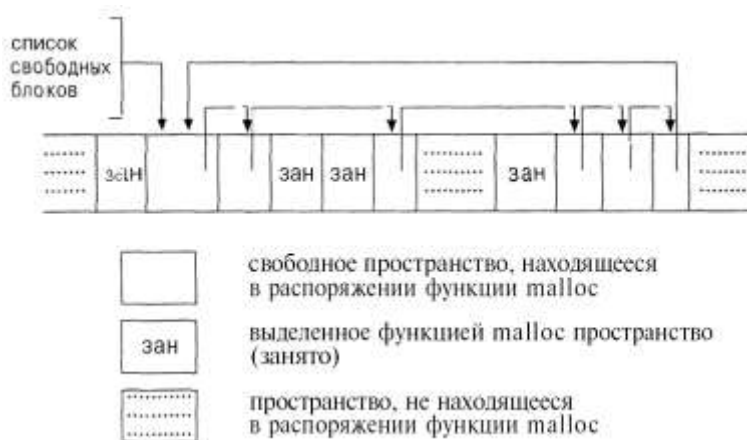 список
свободных
блоков
зан зан зан зан
свободное пространство, находящееся
в распоряжении функции malloc
зан
выделенное функцией malloc пространство
(занято)
пространство, не находящееся
в распоряжении функции malloc